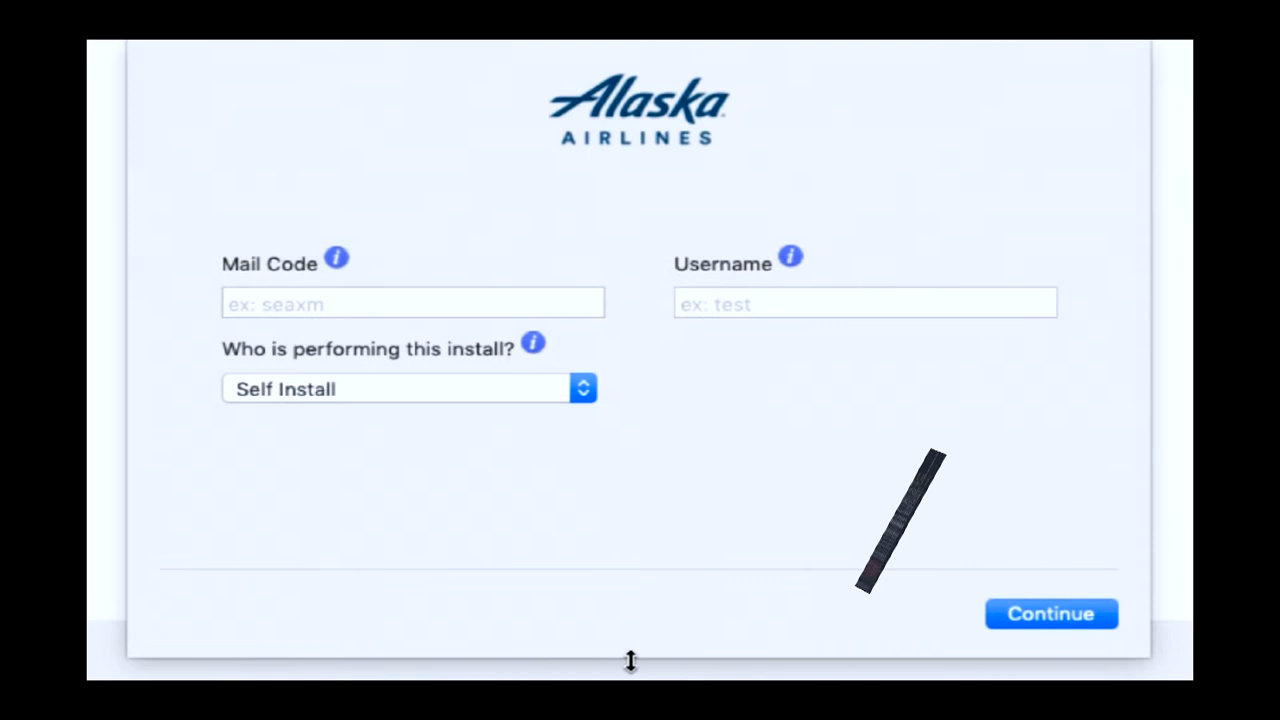 Alaska
AIRLINES
Mail Code i
Username i
ex: seaxm
ex: test
Who is performing this install? i
Self Install
Continue